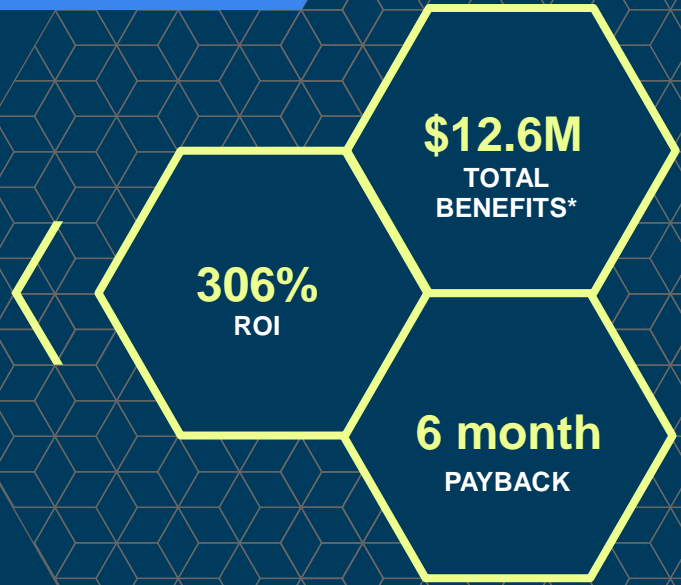 $12.6M
TOTAL
BENEFITS*
306%
ROI
6 month
PAYBACK